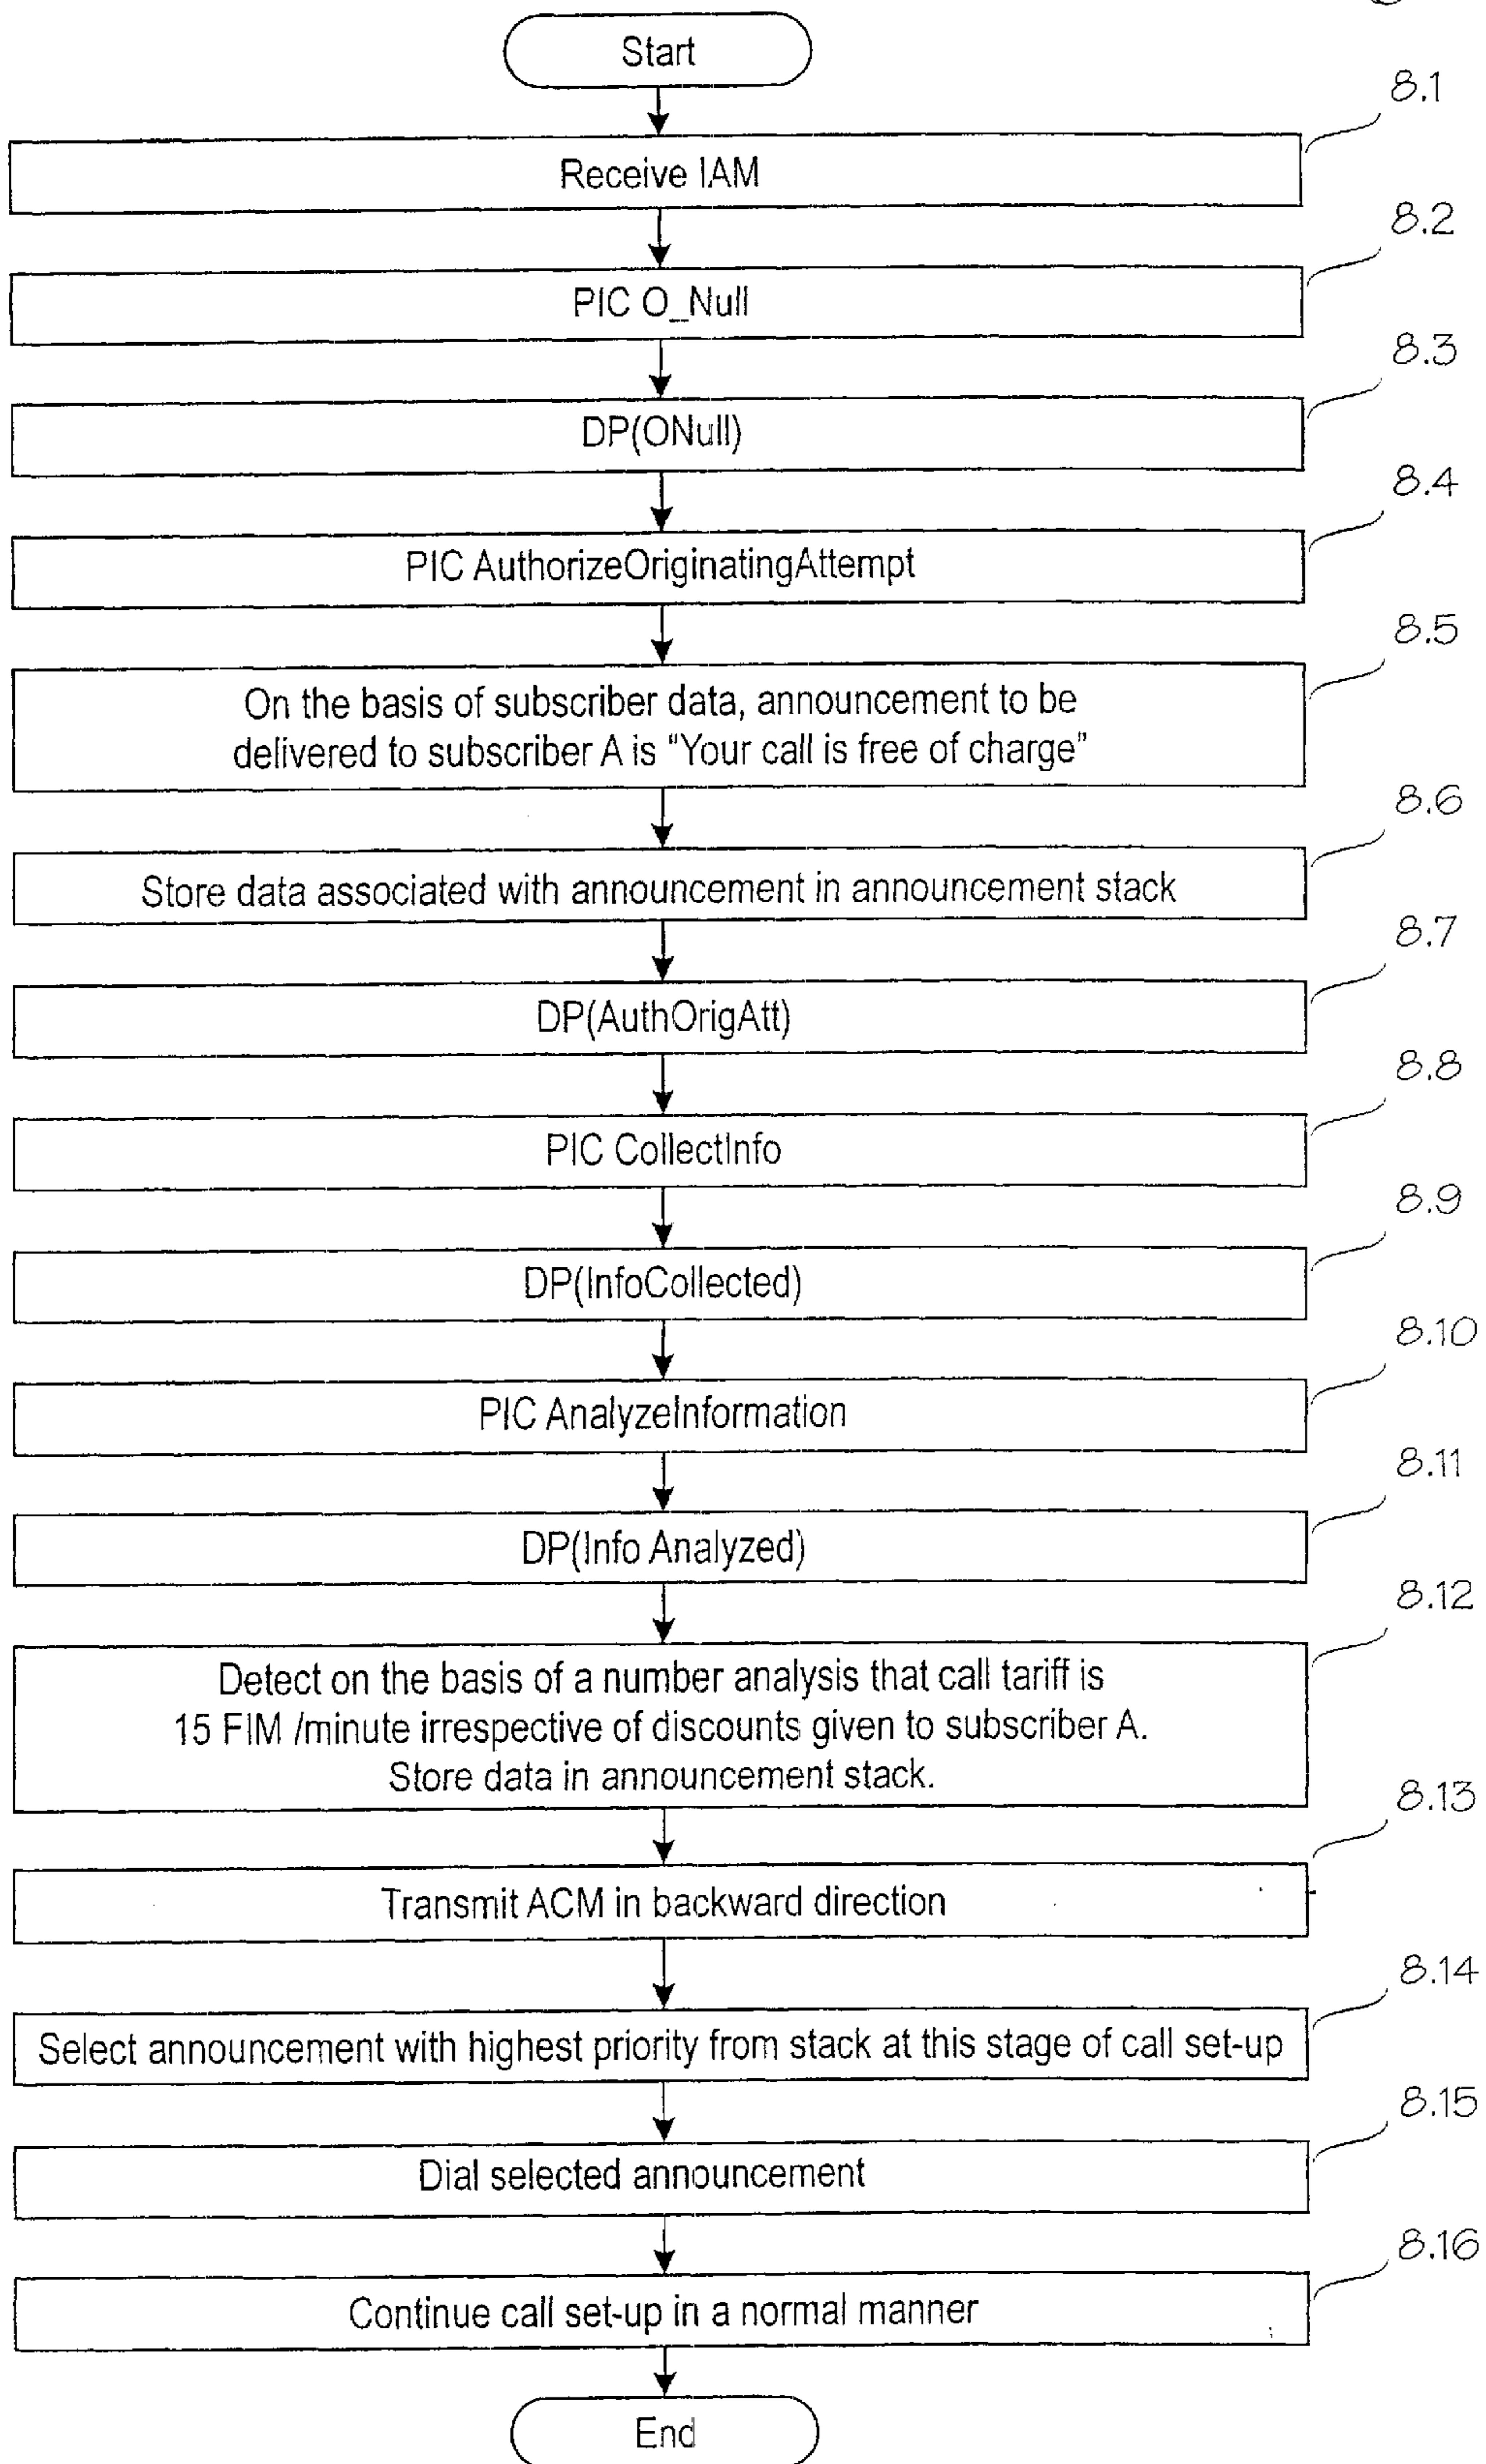 Start
8.1
Receive IAM
8.2
PIC O_Null
8.3
DP(ONull)
8.4
PIC AuthorizeOriginatingAttempt
8.5
On the basis of subscriber data, announcement to be
delivered to subscriber A is "Your call is free of charge"
8.6
Store data associated with announcement in announcement stack
8.7
DP(AuthOrigAtt)
8.8
PIC CollectInfo
8.9
DP(InfoCollected)
8.10
PIC AnalyzeInformation
8.11
DP(Info Analyzed)
8.12
Detect on the basis of a number analysis that call tariff is
15 FIM /minute irrespective of discounts given to subscriber A.
Store data in announcement stack.
8.13
Transmit ACM in backward direction
8.14
Select announcement with highest priority from stack at this stage of call set-up
8.15
Dial selected announcement
8.16
Continue call set-up in a normal manner
End